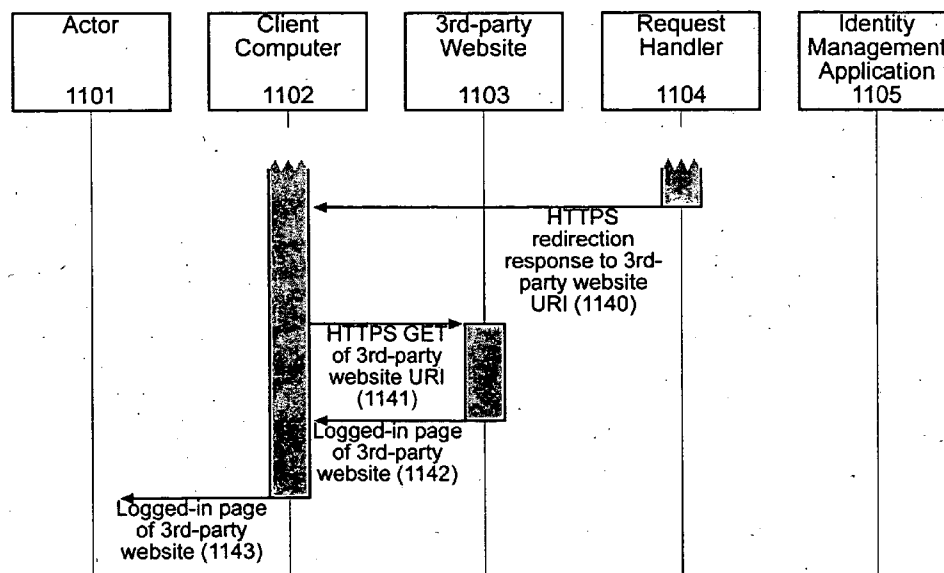 Actor
1101
Client
Computer
1102
3rd-party
Website
1103
Request
Handler
1104
Identity
Management
Application
1105
HTTPS
redirection
response to 3rd-
party website
URI (1140)
HTTPS GET
of 3rd-party
website URI
(1141)
Logged-in page
of 3rd-party
website (1142)
Logged-in page
of 3rd-party
website (1143)